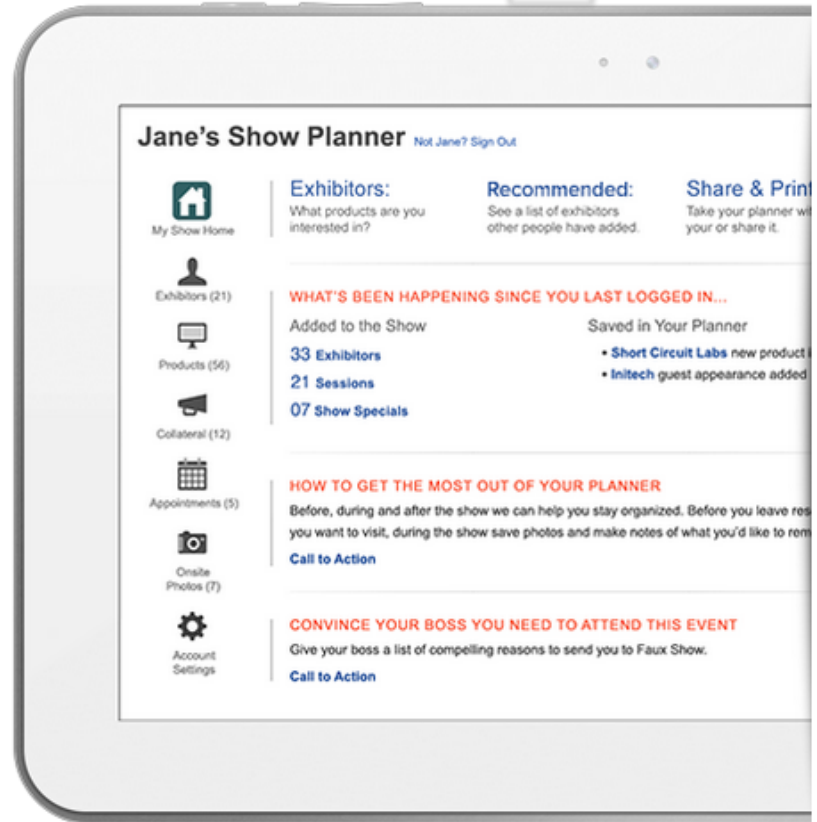 Jane's Show Planner Not Jane? Sign Out
My Show Home
Exhibitors (21)
Products (56)
Collateral (12)
Appointments (5)
Onsite
Photos (7)
Account
Settings
Exhibitors:
What products are you
interested in?
Recommended:
See a list of exhibitors
other people have added.
Share & Print
Take your planner
your or share it.
WHAT'S BEEN HAPPENING SINCE YOU LAST LOGGED IN...
Added to the Show
33 Exhibitors
21 Sessions
07 Show Specials
Saved in Your Planner
• Short Circuit Labs new product
• Initech guest appearance added
HOW TO GET THE MOST OUT OF YOUR PLANNER
Before, during and after the show we can help you stay organized. Before you leave
you want to visit, during the show save photos and make notes of what you'd like to
Call to Action
CONVINCE YOUR BOSS YOU NEED TO ATTEND THIS EVENT
Give your boss a list of compelling reasons to send you to Faux Show.
Call to Action